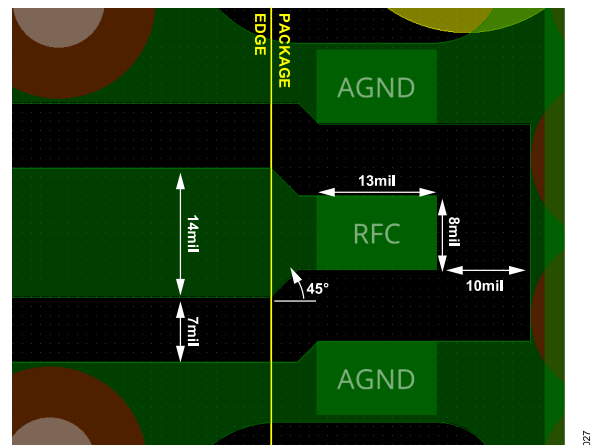 PACKAGE
EDGE
AGND
13mil
14mil
RFC
8mil
45°
10mil
7mil
AGND
027